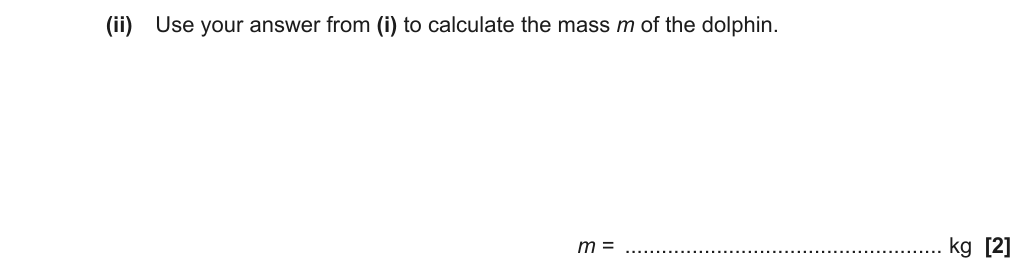 (ii) Use your answer from (i) to calculate the mass m of the dolphin.
m = .................................................... kg [2]